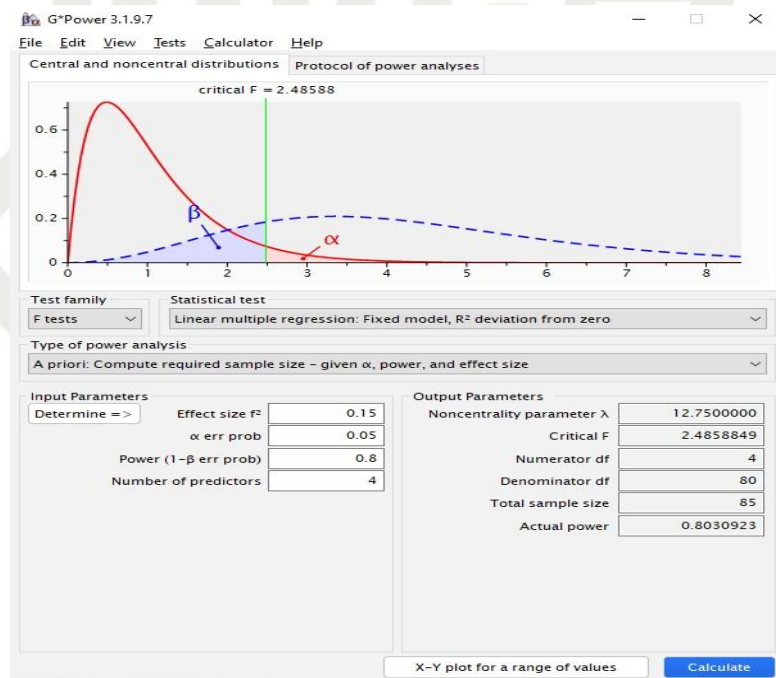 G*Power 3.1.9.7
File Edit View Tests Calculator Help
Central and noncentral distributions Protocol of power analyses
critical F = 2.48588
0.6
0.4
0.2
0
β
α
0 1 2 3 4 5 6 7 8
Test family Statistical test
F tests Linear multiple regression: Fixed model, R² deviation from zero
Type of power analysis
A priori: Compute required sample size – given α, power, and effect size
Input Parameters Output Parameters
Determine => Effect size f² 0.15 Noncentrality parameter λ 12.7500000
α err prob 0.05 Critical F 2.4858849
Power (1-β err prob) 0.8 Numerator df 4
Number of predictors 4 Denominator df 80
Total sample size 85
Actual power 0.8030923
X-Y plot for a range of values Calculate